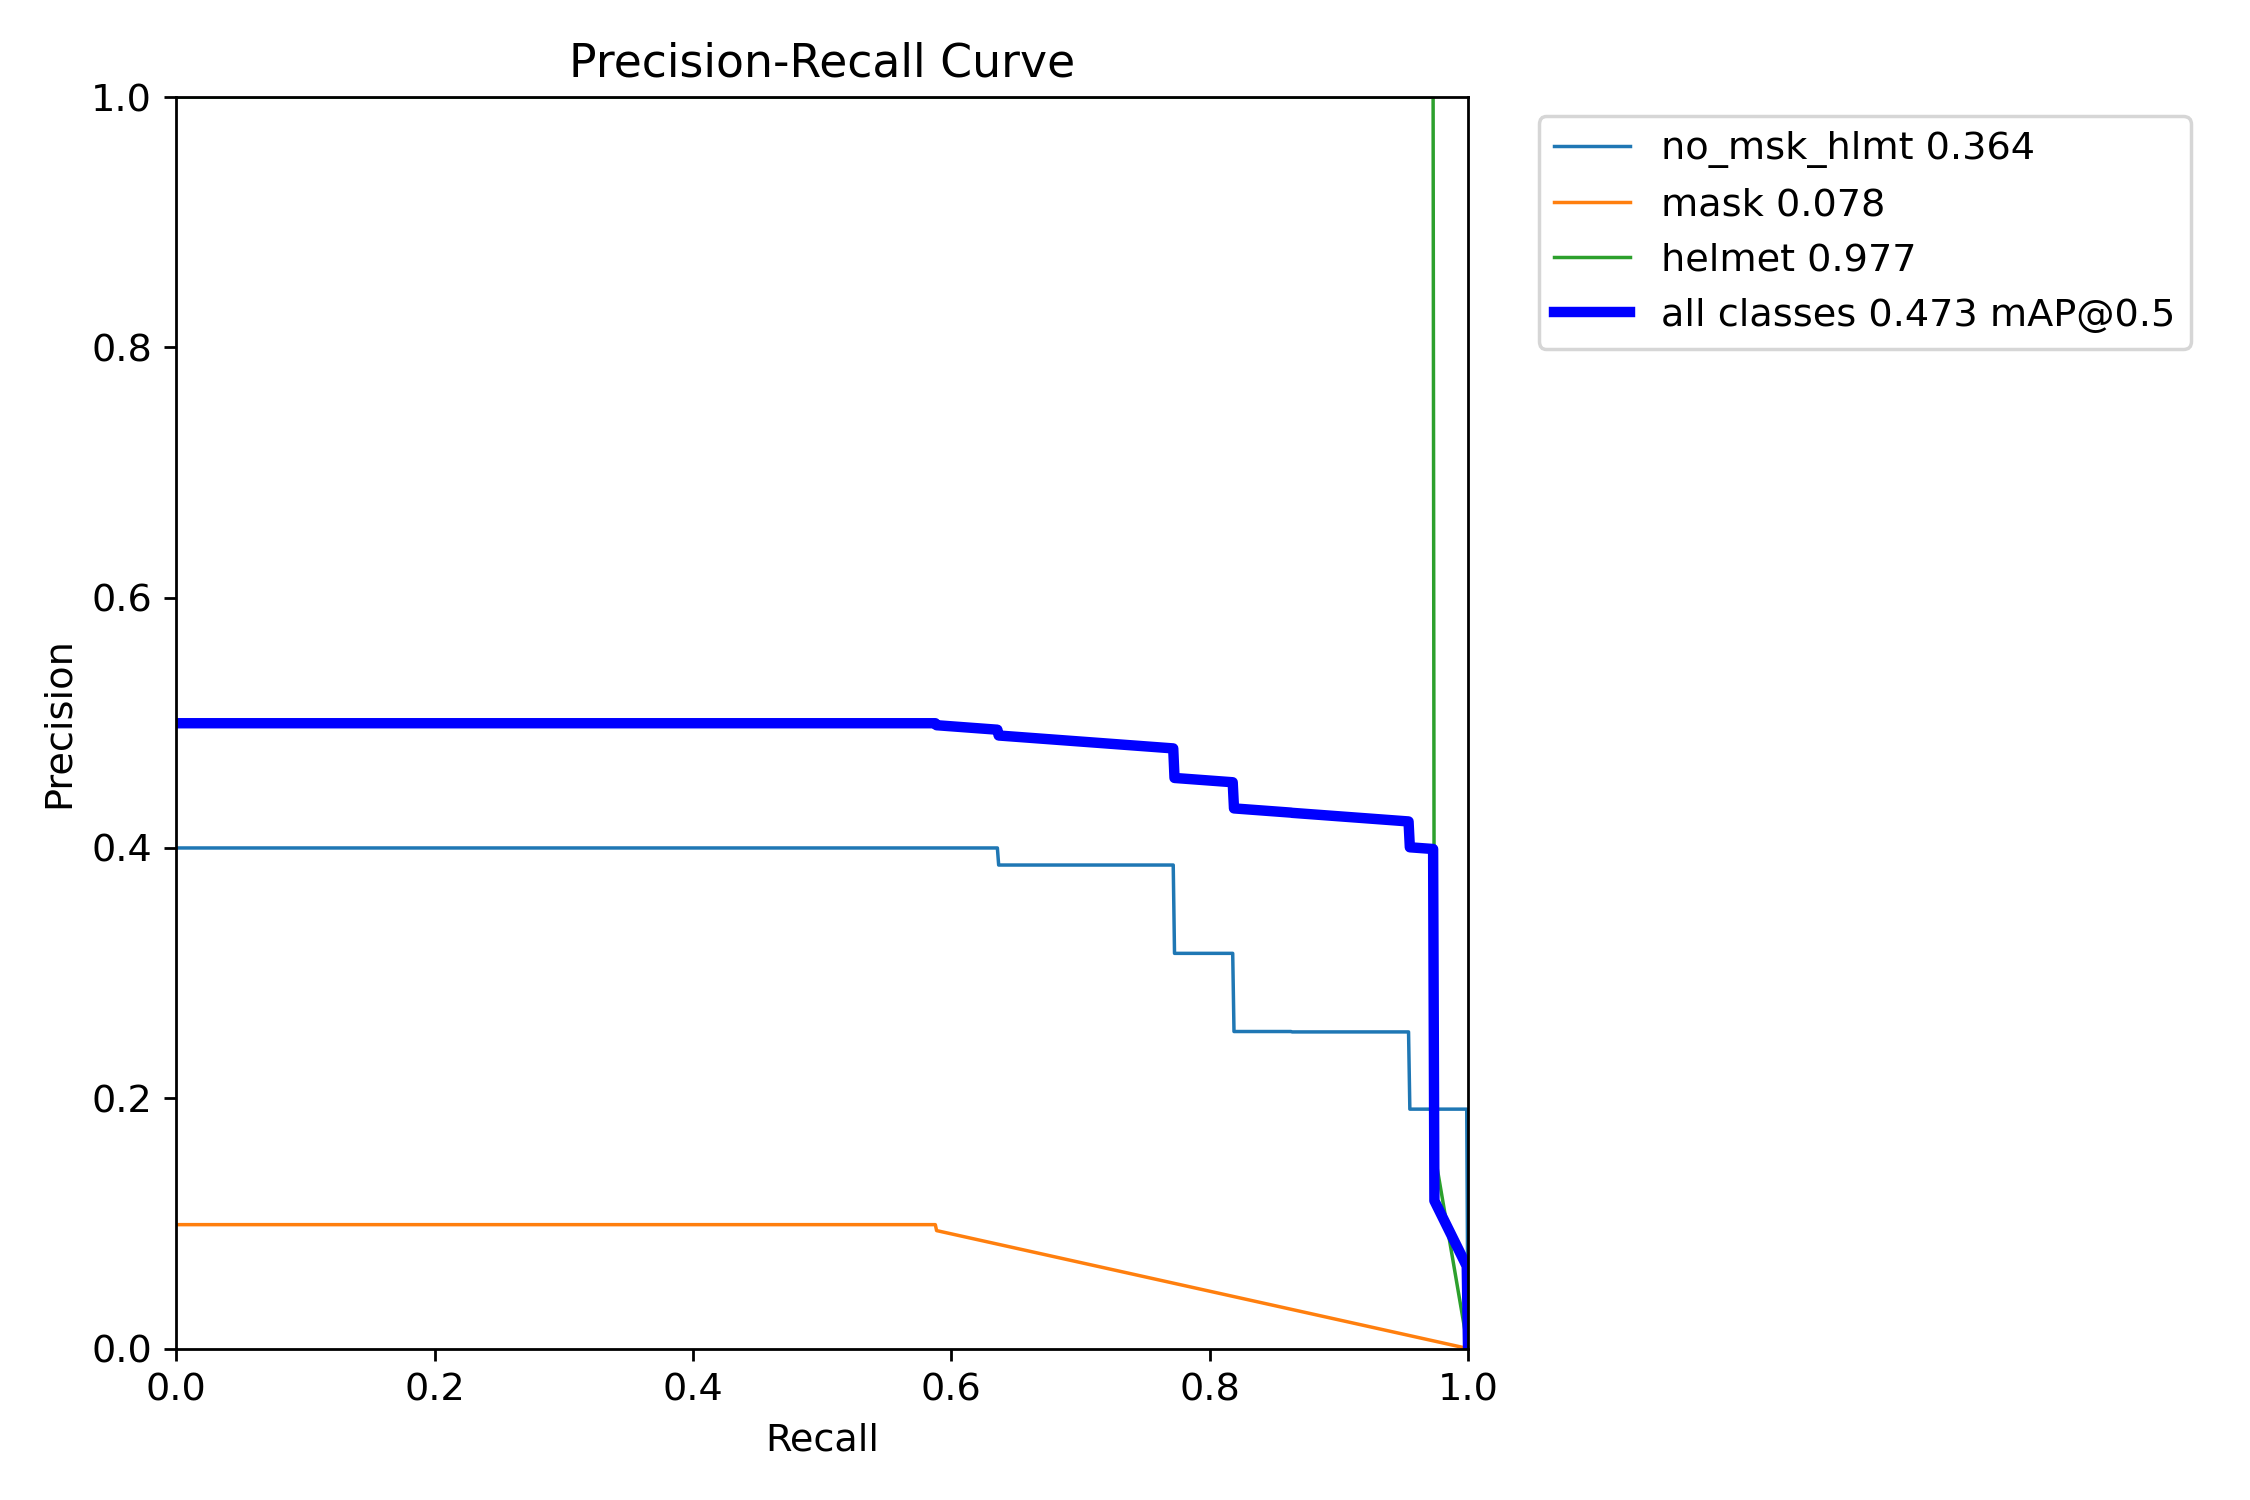 Precision-Recall Curve
1.0
0.8
0.6
0.4
0.2
0.0
Precision
0.0 0.2 0.4 0.6 0.8 1.0
Recall
no_msk_hlmt 0.364
mask 0.078
helmet 0.977
all classes 0.473 mAP@0.5